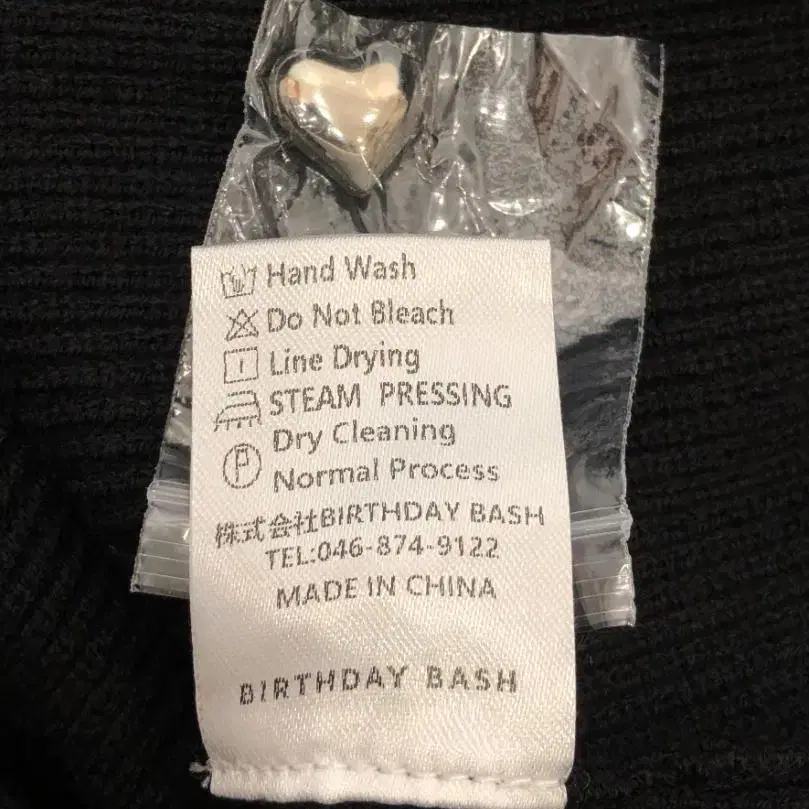 Hand Wash
Do Not Bleach
Line Drying
STEAM PRESSING
Dry Cleaning
Normal Process
株式会社BIRTHDAY BASH
TEL:046-874-9122
MADE IN CHINA
BIRTHDAY BASH